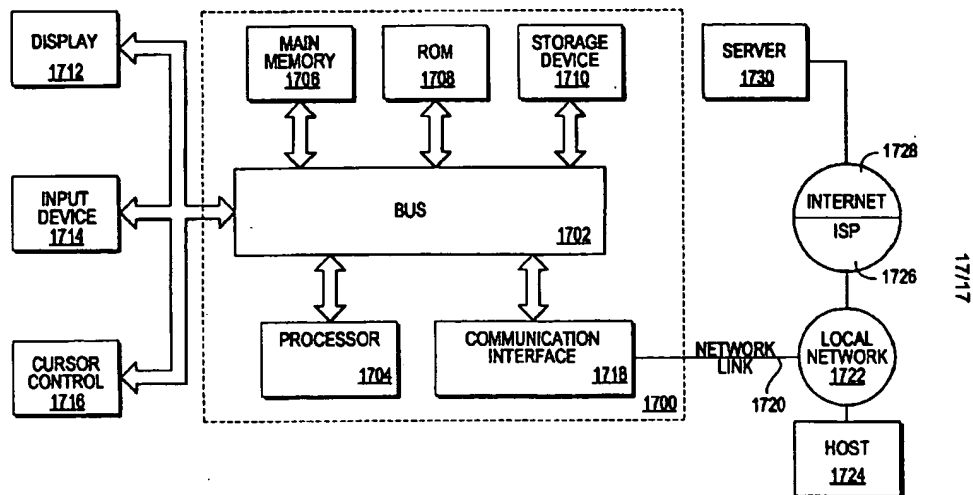 DISPLAY
1712
INPUT
DEVICE
1714
CURSOR
CONTROL
1716
MAIN
MEMORY
1706
ROM
1708
STORAGE
DEVICE
1710
BUS
1702
PROCESSOR
1704
COMMUNICATION
INTERFACE
1718
1700
SERVER
1730
1728
INTERNET
ISP
1726
NETWORK
LINK
1720
LOCAL
NETWORK
1722
HOST
1724
17/17